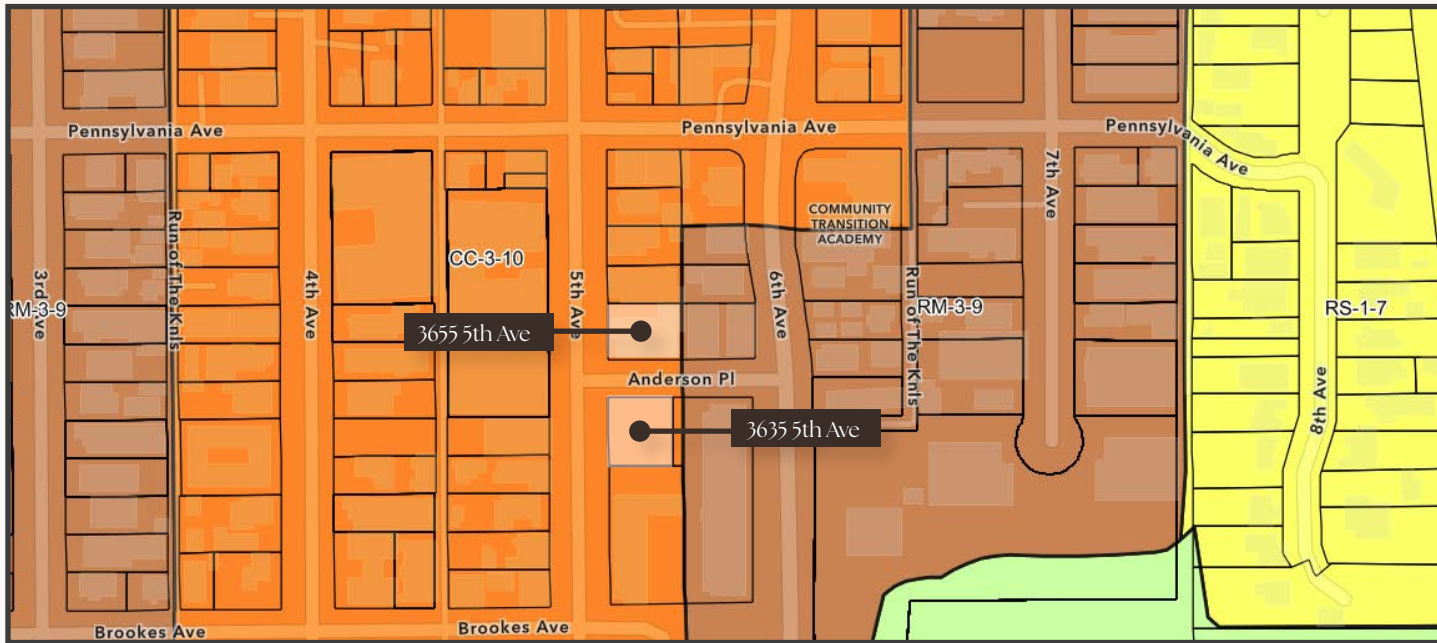 Pennsylvania Ave
Pennsylvania Ave
Pennsylvania Ave
COMMUNITY
TRANSITION
ACADEMY
3rd Ave
Run of The Knls
4th Ave
CC-3-10
5th Ave
6th Ave
Run of The Knls
7th Ave
RM-3-9
RM-3-9
RS-1-7
3655 5th Ave
Anderson Pl
3635 5th Ave
8th Ave
Brookes Ave
Brookes Ave